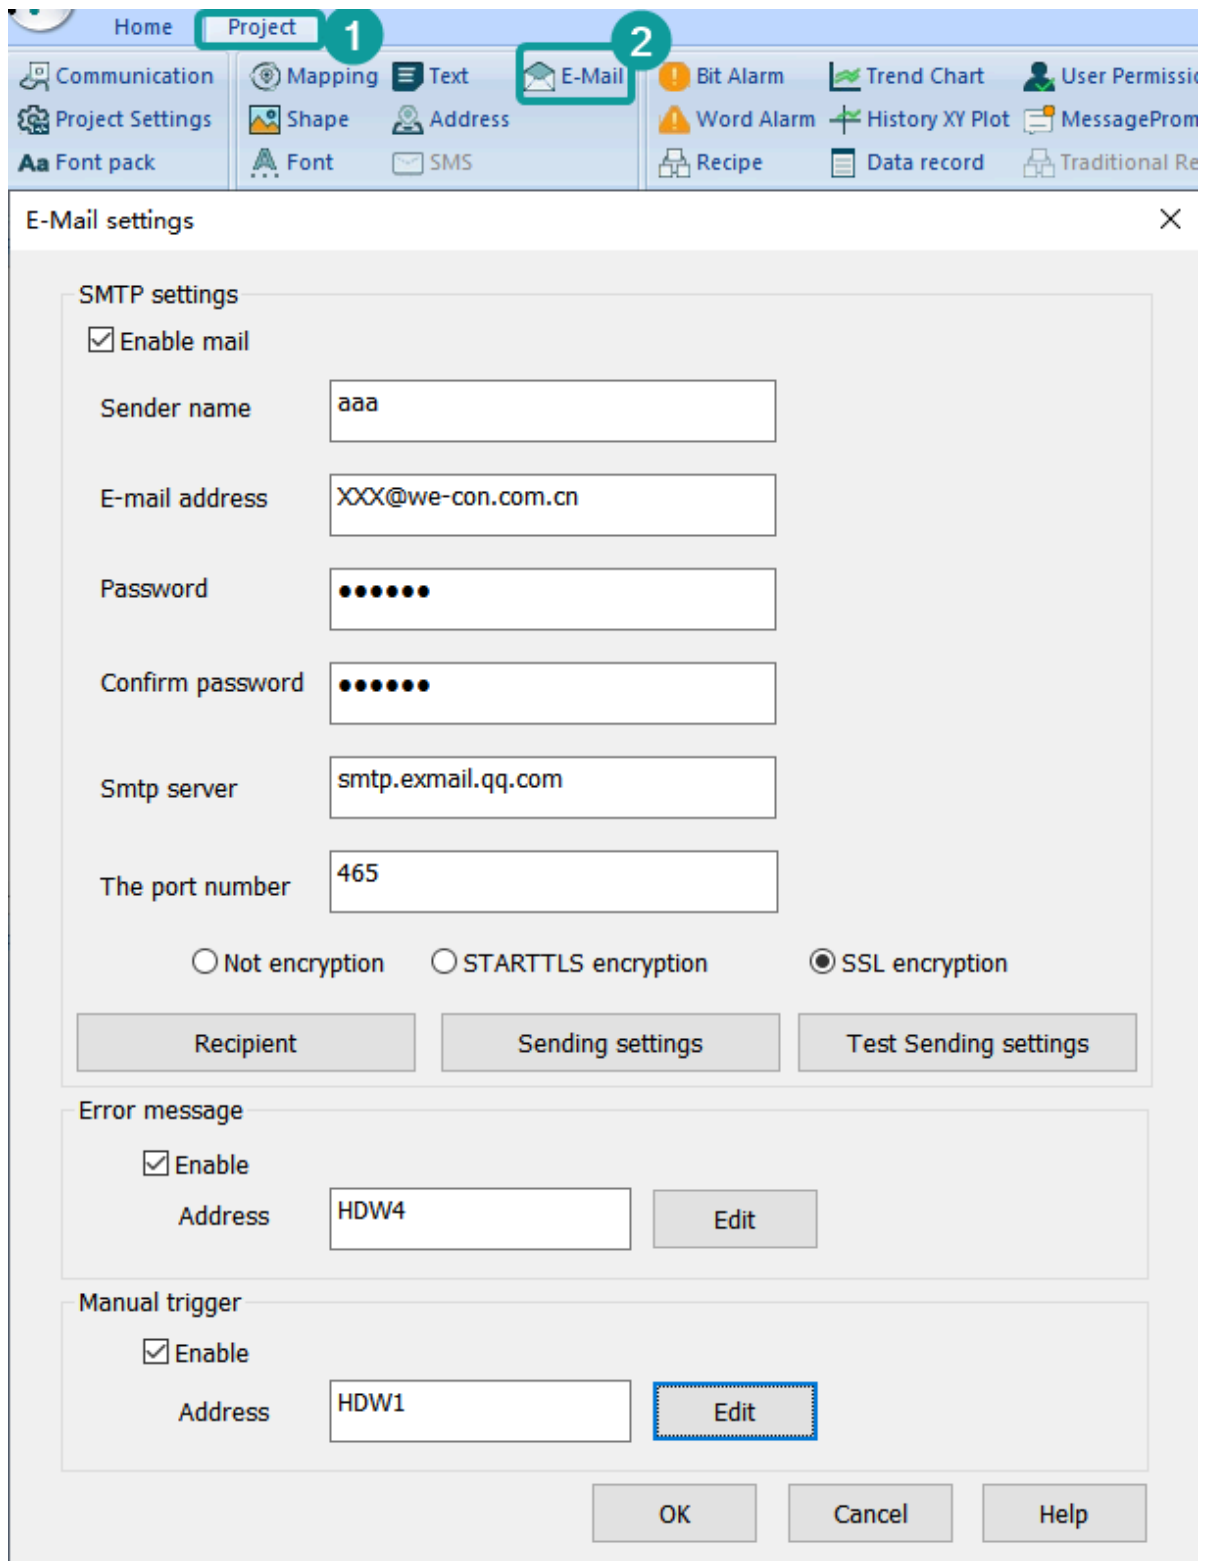 Home Project 1
2
Communication Mapping Text E-Mail Bit Alarm Trend Chart User Permissi
Project Settings Shape Address Word Alarm History XY Plot MessageProm
Aa Font pack A Font SMS Recipe Data record Traditional Re
E-Mail settings
SMTP settings
Enable mail
Sender name aaa
E-mail address XXX@we-con.com.cn
Password ●●●●●●
Confirm password ●●●●●●
Smtp server smtp.exmail.qq.com
The port number 465
Not encryption STARTTLS encryption SSL encryption
Recipient Sending settings Test Sending settings
Error message
Enable
Address HDW4 Edit
Manual trigger
Enable
Address HDW1 Edit
OK Cancel Help